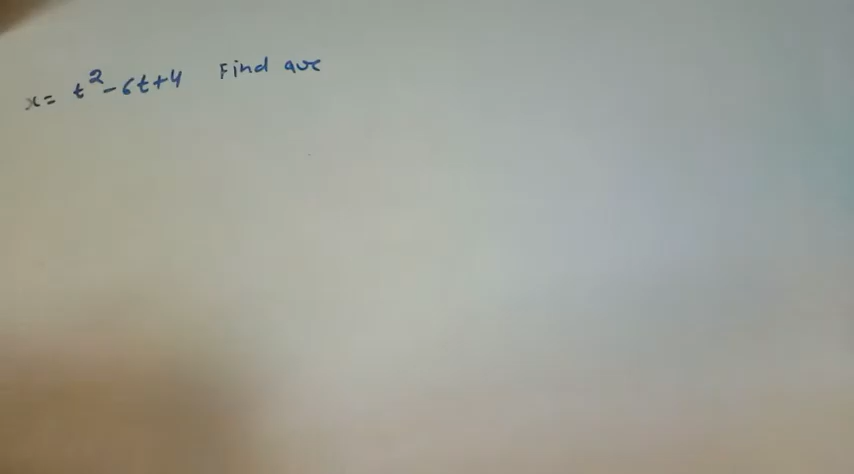 x = t²-6t+4 Find ave